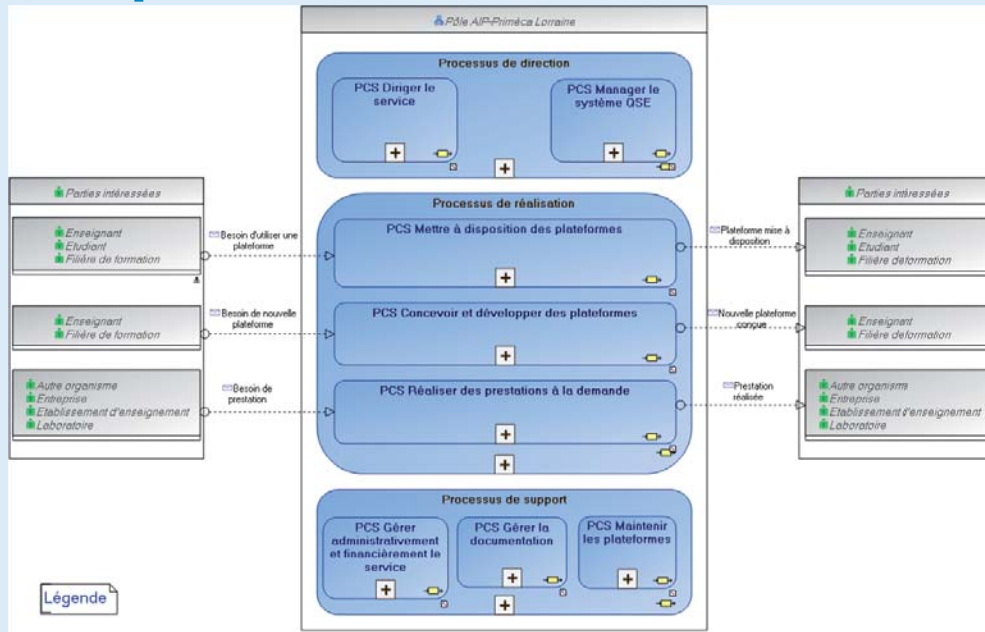 Pôle AIP-Priméca Lorraine
Processus de direction
PCS Diriger le
service
PCS Manager le
système QSE
Parties intéressées
Enseignant
Etudiant
Filière de formation
Enseignant
Filière de formation
Autre organisme
Entreprise
Etablissement d'enseignement
Laboratoire
Besoin d'utiliser une
plateforme
Besoin de nouvelle
plateforme
Besoin de
prestation
Processus de réalisation
PCS Mettre à disposition des plateformes
PCS Concevoir et développer des plateformes
PCS Réaliser des prestations à la demande
Plateforme mise à
disposition
Nouvelle plateforme
conçue
Prestation
réalisée
Parties intéressées
Enseignant
Etudiant
Filière deformation
Enseignant
Filière deformation
Autre organisme
Entreprise
Etablissement d'enseignement
Laboratoire
Processus de support
PCS Gérer
administrativement
et financièrement le
service
PCS Gérer la
documentation
PCS Maintenir
les plateformes
Légende